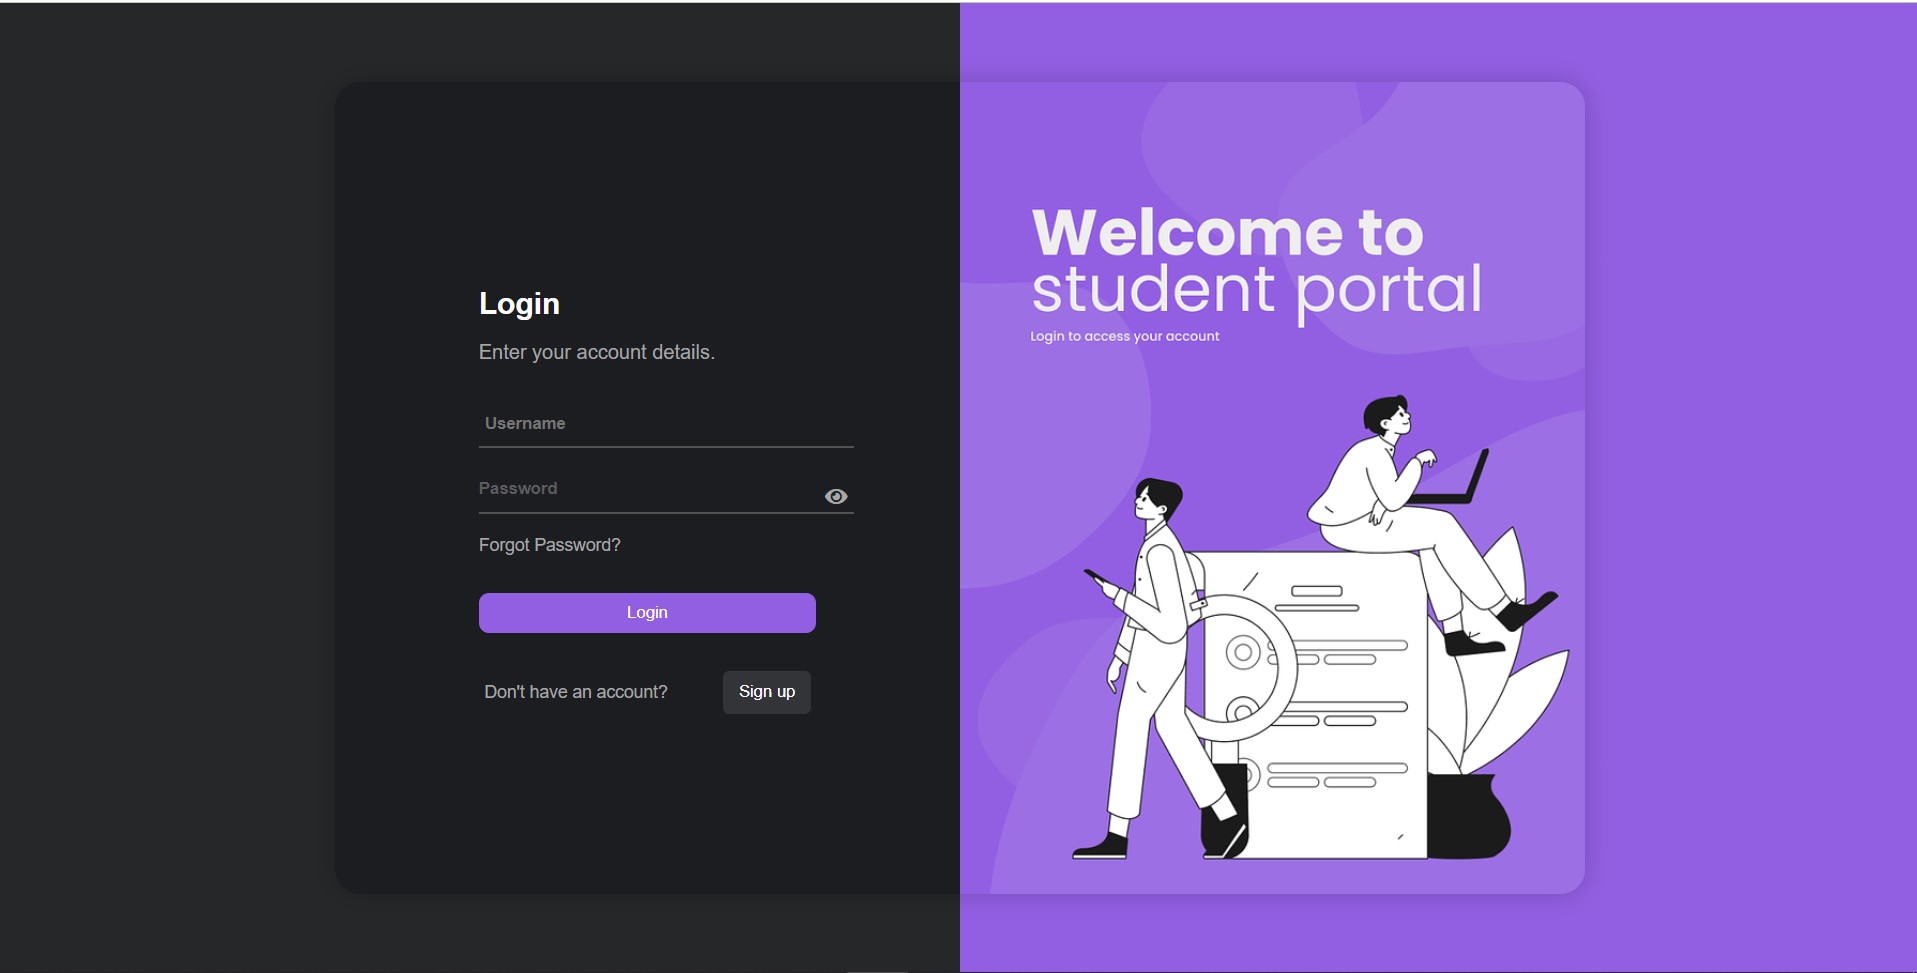 Login
Enter your account details.
Username
Password
Forgot Password?
Login
Don't have an account?
Sign up
Welcome to
student portal
Login to access your account